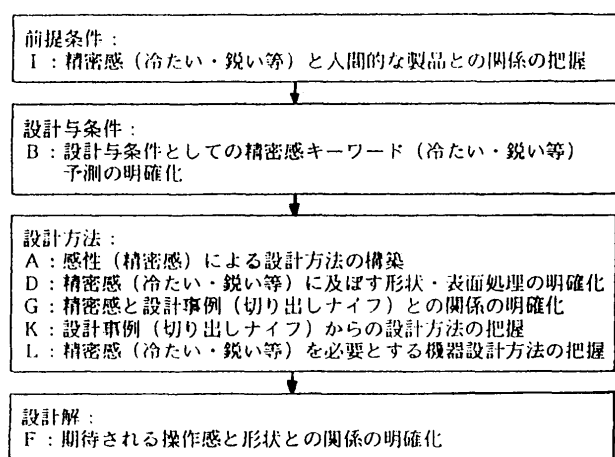 前提条件：
I：精密感（冷たい・鋭い等）と人間的な製品との関係の把握
設計与条件：
B：設計与条件としての精密感キーワード（冷たい・鋭い等）
予測の明確化
設計方法：
A：感性（精密感）による設計方法の構築
D：精密感（冷たい・鋭い等）に及ぼす形状・表面処理の明確化
G：精密感と設計事例（切り出しナイフ）との関係の明確化
K：設計事例（切り出しナイフ）からの設計方法の把握
L：精密感（冷たい・鋭い等）を必要とする機器設計方法の把握
設計解：
F：期待される操作感と形状との関係の明確化